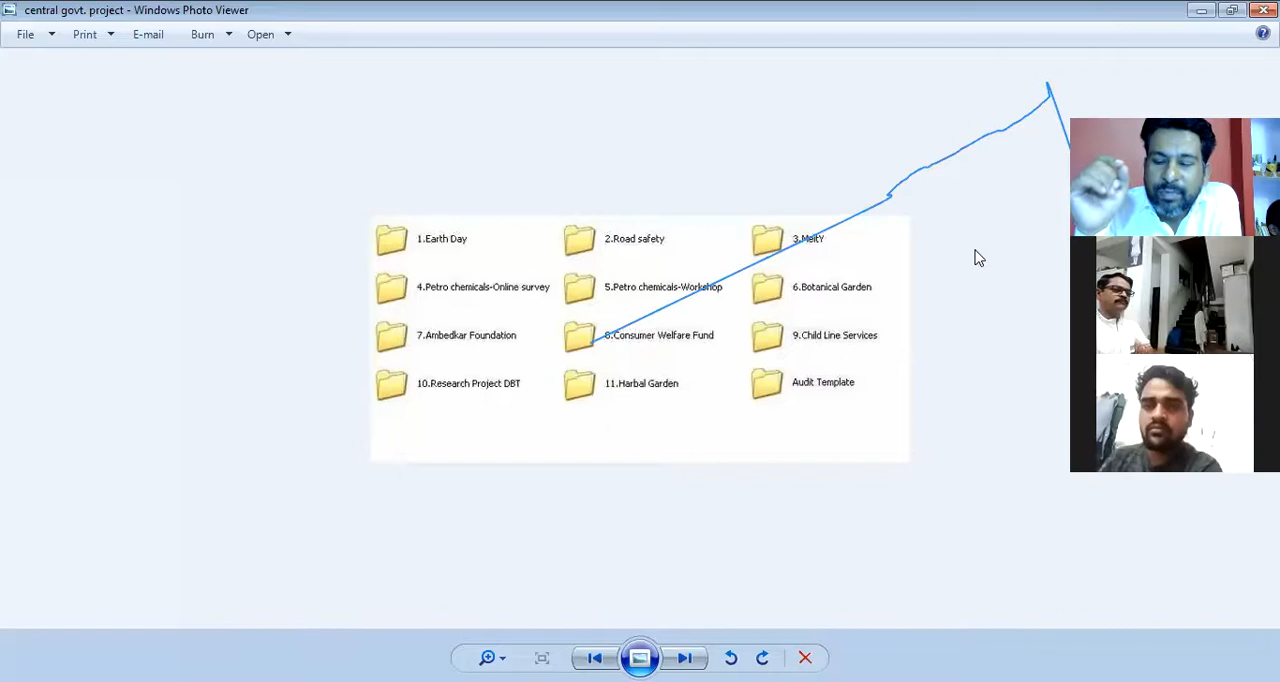 central govt. project - Windows Photo Viewer
File Print E-mail Burn Open
1.Earth Day 2.Road safety 3.MeitY
4.Petro chemicals-Online survey 5.Petro chemicals-Workshop 6.Botanical Garden
7.Ambedkar Foundation 8.Consumer Welfare Fund 9.Child Line Services
10.Research Project DBT 11.Harbal Garden Audit Template